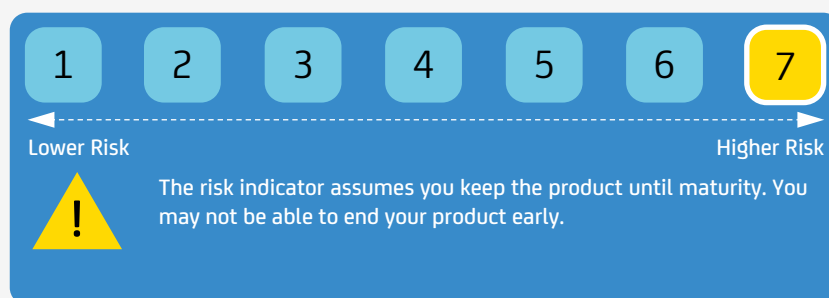 1 2 3 4 5 6 7
Lower Risk Higher Risk
!
The risk indicator assumes you keep the product until maturity. You
may not be able to end your product early.